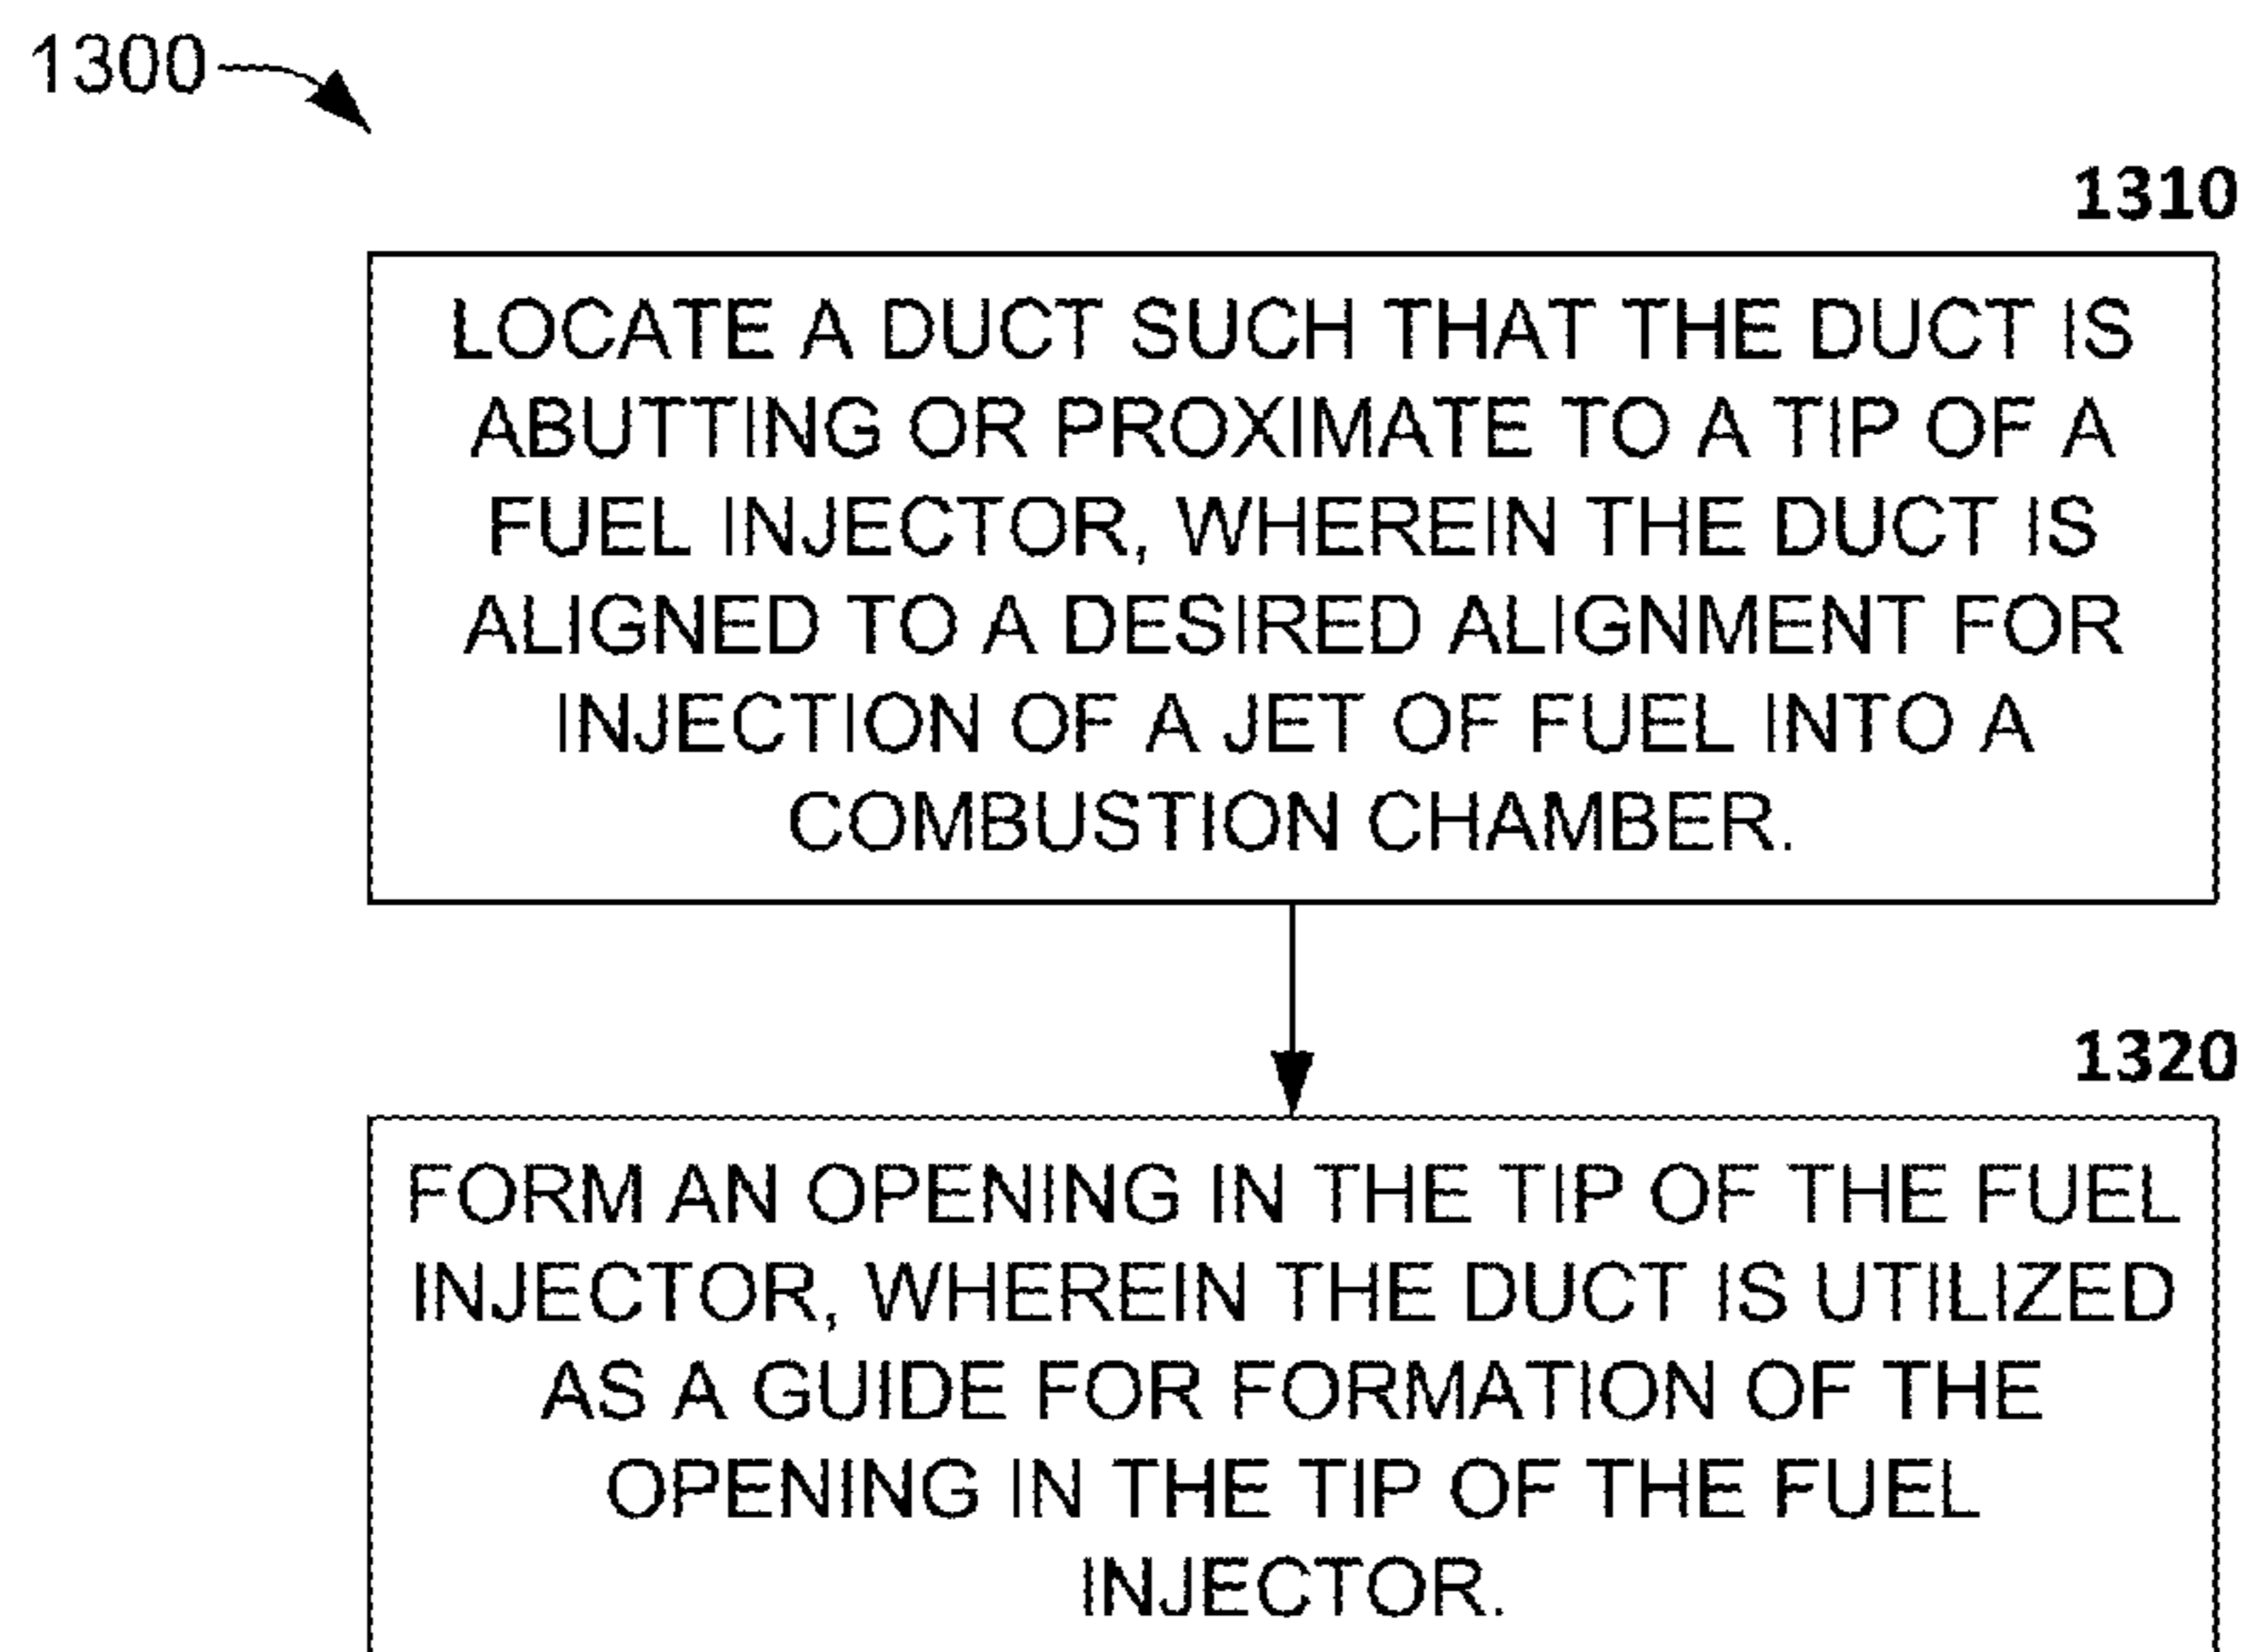 1300
1310
LOCATE A DUCT SUCH THAT THE DUCT IS
ABUTTING OR PROXIMATE TO A TIP OF A
FUEL INJECTOR, WHEREIN THE DUCT IS
ALIGNED TO A DESIRED ALIGNMENT FOR
INJECTION OF A JET OF FUEL INTO A
COMBUSTION CHAMBER.
1320
FORM AN OPENING IN THE TIP OF THE FUEL
INJECTOR, WHEREIN THE DUCT IS UTILIZED
AS A GUIDE FOR FORMATION OF THE
OPENING IN THE TIP OF THE FUEL
INJECTOR.